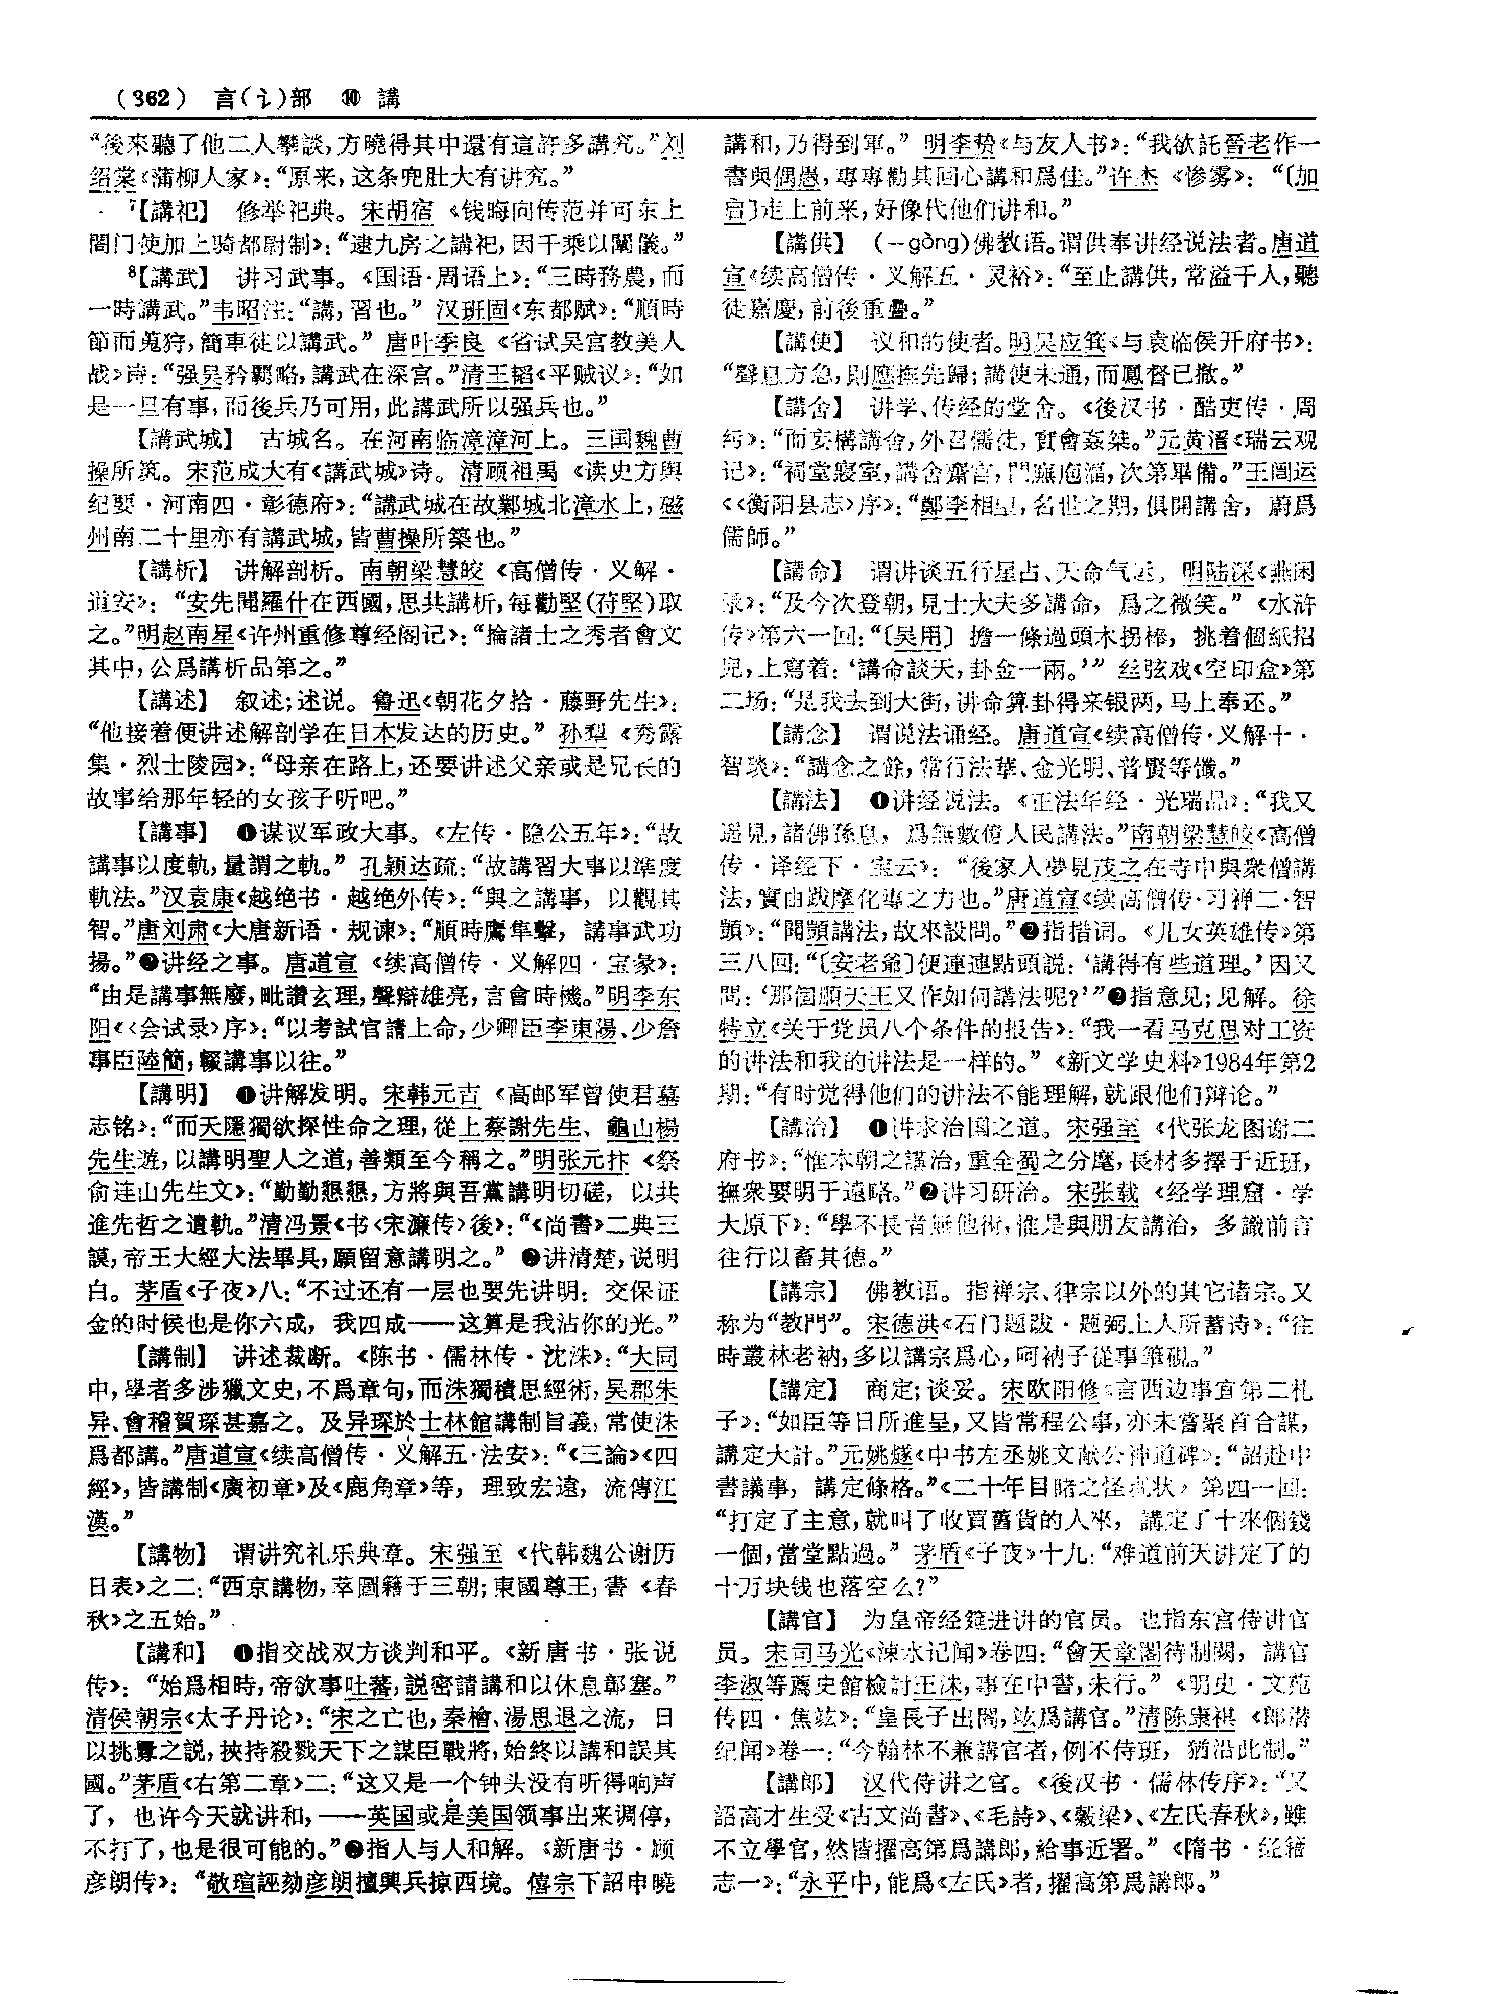 (362) 言(讠)部 ⑩ 講
“後來聽了他二人攀談，方曉得其中還有這許多講究。”刘
绍棠《蒲柳人家》：“原来，这条兜肚大有讲究。”
⁷【講祀】 修举祀典。宋胡宿《钱晦向传范并可东上
閤门使加上骑都尉制》：“逮九房之講祀，因千乘以閱儀。”
⁸【講武】 讲习武事。《国语·周语上》：“三時務農，而
一時講武。”韦昭注：“講，習也。” 汉班固《东都赋》：“順時
節而蒐狩，簡車徒以講武。” 唐叶季良《省试吴宫教美人
战》诗：“强吴矜霸略，講武在深宫。”清王韬《平贼议》：“如
是一旦有事，而後兵乃可用，此講武所以强兵也。”
【講武城】 古城名。在河南临漳漳河上。三国魏曹
操所筑。宋范成大有《講武城》诗。清顾祖禹《读史方舆
纪要·河南四·彰德府》：“講武城在故鄴城北漳水上，磁
州南二十里亦有講武城，皆曹操所築也。”
【講析】 讲解剖析。南朝梁慧皎《高僧传·义解·
道安》：“安先聞羅什在西國，思共講析，每勸堅(苻堅)取
之。”明赵南星《许州重修尊经阁记》：“掄諸士之秀者會文
其中，公爲講析品第之。”
【講述】 叙述；述说。鲁迅《朝花夕拾·藤野先生》：
“他接着便讲述解剖学在日本发达的历史。” 孙犁《秀露
集·烈士陵园》：“母亲在路上，还要讲述父亲或是兄长的
故事给那年轻的女孩子听吧。”
【講事】 ❶谋议军政大事。《左传·隐公五年》：“故
講事以度軌，量謂之軌。” 孔颖达疏：“故講習大事以準度
軌法。”汉袁康《越绝书·越绝外传》：“與之講事，以觀其
智。”唐刘肃《大唐新语·规谏》：“順時鷹隼擊，講事武功
揚。”❷讲经之事。唐道宣《续高僧传·义解四·宝彖》：
“由是講事無廢，毗讚玄理，聲辯雄亮，言會時機。”明李东
阳《〈会试录〉序》：“以考試官請上命，少卿臣李東陽、少詹
事臣陸簡，輟講事以往。”
【講明】 ❶讲解发明。宋韩元吉《高邮军曾使君墓
志铭》：“而天隱獨欲探性命之理，從上蔡謝先生、龜山楊
先生遊，以講明聖人之道，善類至今稱之。”明张元忭《祭
俞连山先生文》：“勤勤懇懇，方將與吾黨講明切磋，以共
進先哲之遺軌。”清冯景《书〈宋濂传〉後》：“《尚書》二典三
謨，帝王大經大法畢具，願留意講明之。”❷讲清楚，说明
白。茅盾《子夜》八：“不过还有一层也要先讲明：交保证
金的时候也是你六成，我四成——这算是我沾你的光。”
【講制】 讲述裁断。《陈书·儒林传·沈洙》：“大同
中，學者多涉獵文史，不爲章句，而洙獨積思經術，吴郡朱
异、會稽賀琛甚嘉之。及异琛於士林館講制旨義，常使洙
爲都講。”唐道宣《续高僧传·义解五·法安》：“《三論》《四
經》，皆講制《廣初章》及《鹿角章》等，理致宏遠，流傳江
漢。”
【講物】 谓讲究礼乐典章。宋强至《代韩魏公谢历
日表》之二：“西京講物，萃圖籍于三朝；東國尊王，書《春
秋》之五始。”
【講和】 ❶指交战双方谈判和平。《新唐书·张说
传》：“始爲相時，帝欲事吐蕃，説密請講和以休息鄣塞。”
清侯朝宗《太子丹论》：“宋之亡也，秦檜、湯思退之流，日
以挑釁之説，挾持殺戮天下之謀臣戰將，始終以講和誤其
國。”茅盾《右第二章》二：“这又是一个钟头没有听得响声
了，也许今天就讲和，——英国或是美国领事出来调停，
不打了，也是很可能的。”❷指人与人和解。《新唐书·顾
彦朗传》：“敬瑄誣劾彦朗擅興兵掠西境。僖宗下詔申曉
講和，乃得到軍。” 明李贽《与友人书》：“我欲託晉老作一
書與偶愚，專專勸其回心講和爲佳。”许杰《惨雾》：“〔加
宣〕走上前来，好像代他们讲和。”
【講供】 (—gòng)佛教语。谓供奉讲经说法者。唐道
宣《续高僧传·义解五·灵裕》：“至止講供，常溢千人，聽
徒嘉慶，前後重疊。”
【講使】 议和的使者。明吴应箕《与袁临侯开府书》：
“聲息方急，則應撫先歸；講使未通，而鳳督已撤。”
【講舍】 讲学、传经的堂舍。《後汉书·酷吏传·周
𬘓》：“而安構講舍，外召儒徒，實會姦桀。”元黄溍《瑞云观
记》：“祠堂寢室，講舍齋宫，門廡庖湢，次第畢備。”王闿运
《〈衡阳县志〉序》：“鄭李相望，名世之期，俱開講舍，蔚爲
儒師。”
【講命】 谓讲谈五行星占、天命气运。明陆深《燕闲
录》：“及今次登朝，見士大夫多講命，爲之微笑。”《水浒
传》第六一回：“〔吴用〕擔一條過頭木拐棒，挑着個紙招
兒，上寫着：‘講命談天，卦金一兩。’” 丝弦戏《空印盒》第
二场：“是我去到大街，讲命算卦得来银两，马上奉还。”
【講念】 谓说法诵经。唐道宣《续高僧传·义解十·
智琰》：“講念之餘，常行法華、金光明、普賢等懺。”
【講法】 ❶讲经说法。《正法华经·光瑞品》：“我又
遥見，諸佛孫息，爲無數億人民講法。”南朝梁慧皎《高僧
传·译经下·宝云》：“後家人夢見茂之在寺中與衆僧講
法，實由跋摩化導之力也。”唐道宣《续高僧传·习禅二·智
顗》：“聞顗講法，故來設問。”❷指措词。《儿女英雄传》第
三八回：“〔安老爺〕便連連點頭説：‘講得有些道理。’因又
問：‘那個願天王又作如何講法呢？’”❷指意见；见解。徐
特立《关于党员八个条件的报告》：“我一看马克思对工资
的讲法和我的讲法是一样的。”《新文学史料》1984年第2
期：“有时觉得他们的讲法不能理解，就跟他们辩论。”
【講治】 ❶讲求治国之道。宋强至《代张龙图谢二
府书》：“惟本朝之謀治，重全蜀之分麾，長材多擇于近班，
撫衆要明于遠略。”❷讲习研治。宋张载《经学理窟·学
大原下》：“學不長者無他術，惟是與朋友講治，多識前言
往行以畜其德。”
【講宗】 佛教语。指禅宗、律宗以外的其它诸宗。又
称为“教門”。宋德洪《石门题跋·题弼上人所蓄诗》：“往
時叢林老衲，多以講宗爲心，呵衲子從事筆硯。”
【講定】 商定；谈妥。宋欧阳修《言西边事宜第二札
子》：“如臣等日所進呈，又皆常程公事，亦未嘗聚首合謀，
講定大計。”元姚燧《中书左丞姚文献公神道碑》：“詔赴中
書議事，講定條格。”《二十年目睹之怪现状》第四一回：
“打定了主意，就叫了收買舊貨的人來，講定了十來個錢
一個，當堂點過。” 茅盾《子夜》十九：“难道前天讲定了的
十万块钱也落空么？”
【講官】 为皇帝经筵进讲的官员。也指东宫侍讲官
员。宋司马光《涑水记闻》卷四：“會天章閣待制闕，講官
李淑等薦史館檢討王洙，事在中書，未行。”《明史·文苑
传四·焦竑》：“皇長子出閣，竑爲講官。”清陈康祺《郎潜
纪闻》卷一：“今翰林不兼講官者，例不侍班，猶沿此制。”
【講郎】 汉代侍讲之官。《後汉书·儒林传序》：“又
詔高才生受《古文尚書》、《毛詩》、《穀梁》、《左氏春秋》，雖
不立學官，然皆擢高第爲講郎，給事近署。”《隋书·经籍
志一》：“永平中，能爲《左氏》者，擢高第爲講郎。”